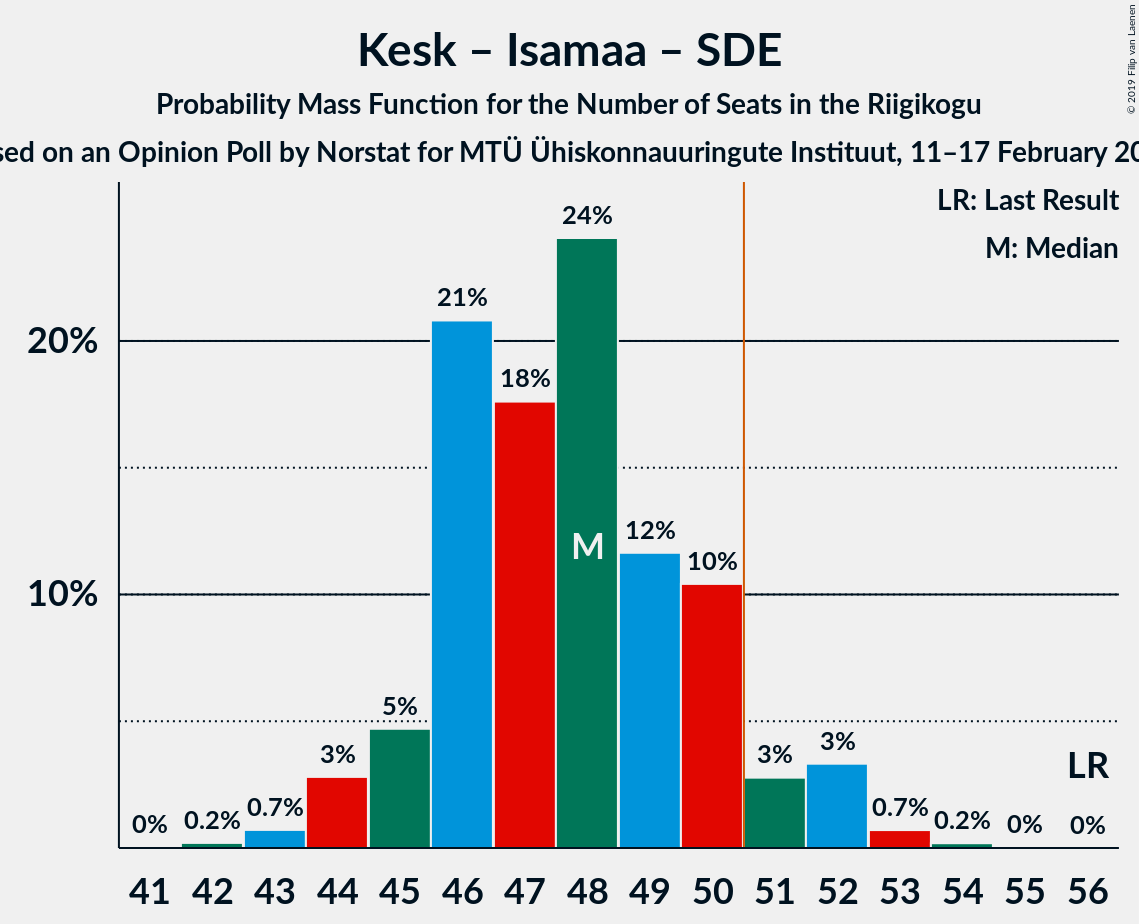 Kesk – Isamaa – SDE
Probability Mass Function for the Number of Seats in the Riigikogu
on an Opinion Poll by Norstat for MTÜ Ühiskonnauuringute Instituut, 11–17 February
© 2019 Filip van Laenen
LR: Last Result
M: Median
20%
10%
0% 0.2% 0.7% 3% 5% 21% 18% 24% 12% 10% 3% 3% 0.7% 0.2% 0% 0%
M
LR
41 42 43 44 45 46 47 48 49 50 51 52 53 54 55 56